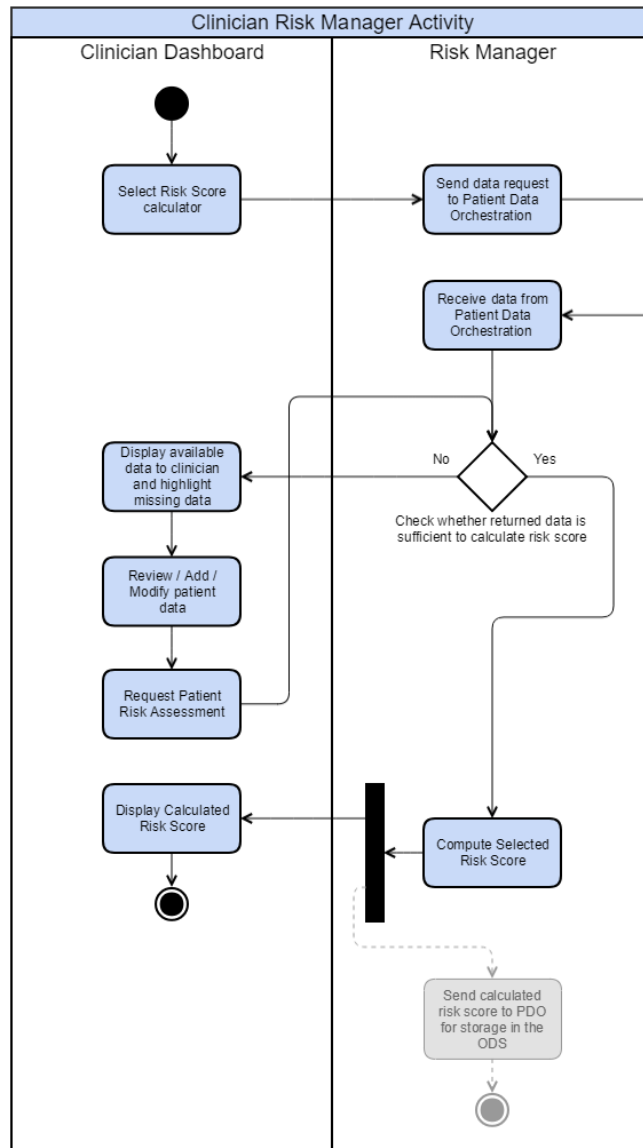 Clinician Risk Manager Activity
Clinician Dashboard
Risk Manager
Select Risk Score
calculator
Send data request
to Patient Data
Orchestration
Receive data from
Patient Data
Orchestration
Display available
data to clinician
and highlight
missing data
No
Yes
Check whether returned data is
sufficient to calculate risk score
Review / Add /
Modify patient
data
Request Patient
Risk Assessment
Display Calculated
Risk Score
Compute Selected
Risk Score
Send calculated
risk score to PDO
for storage in the
ODS